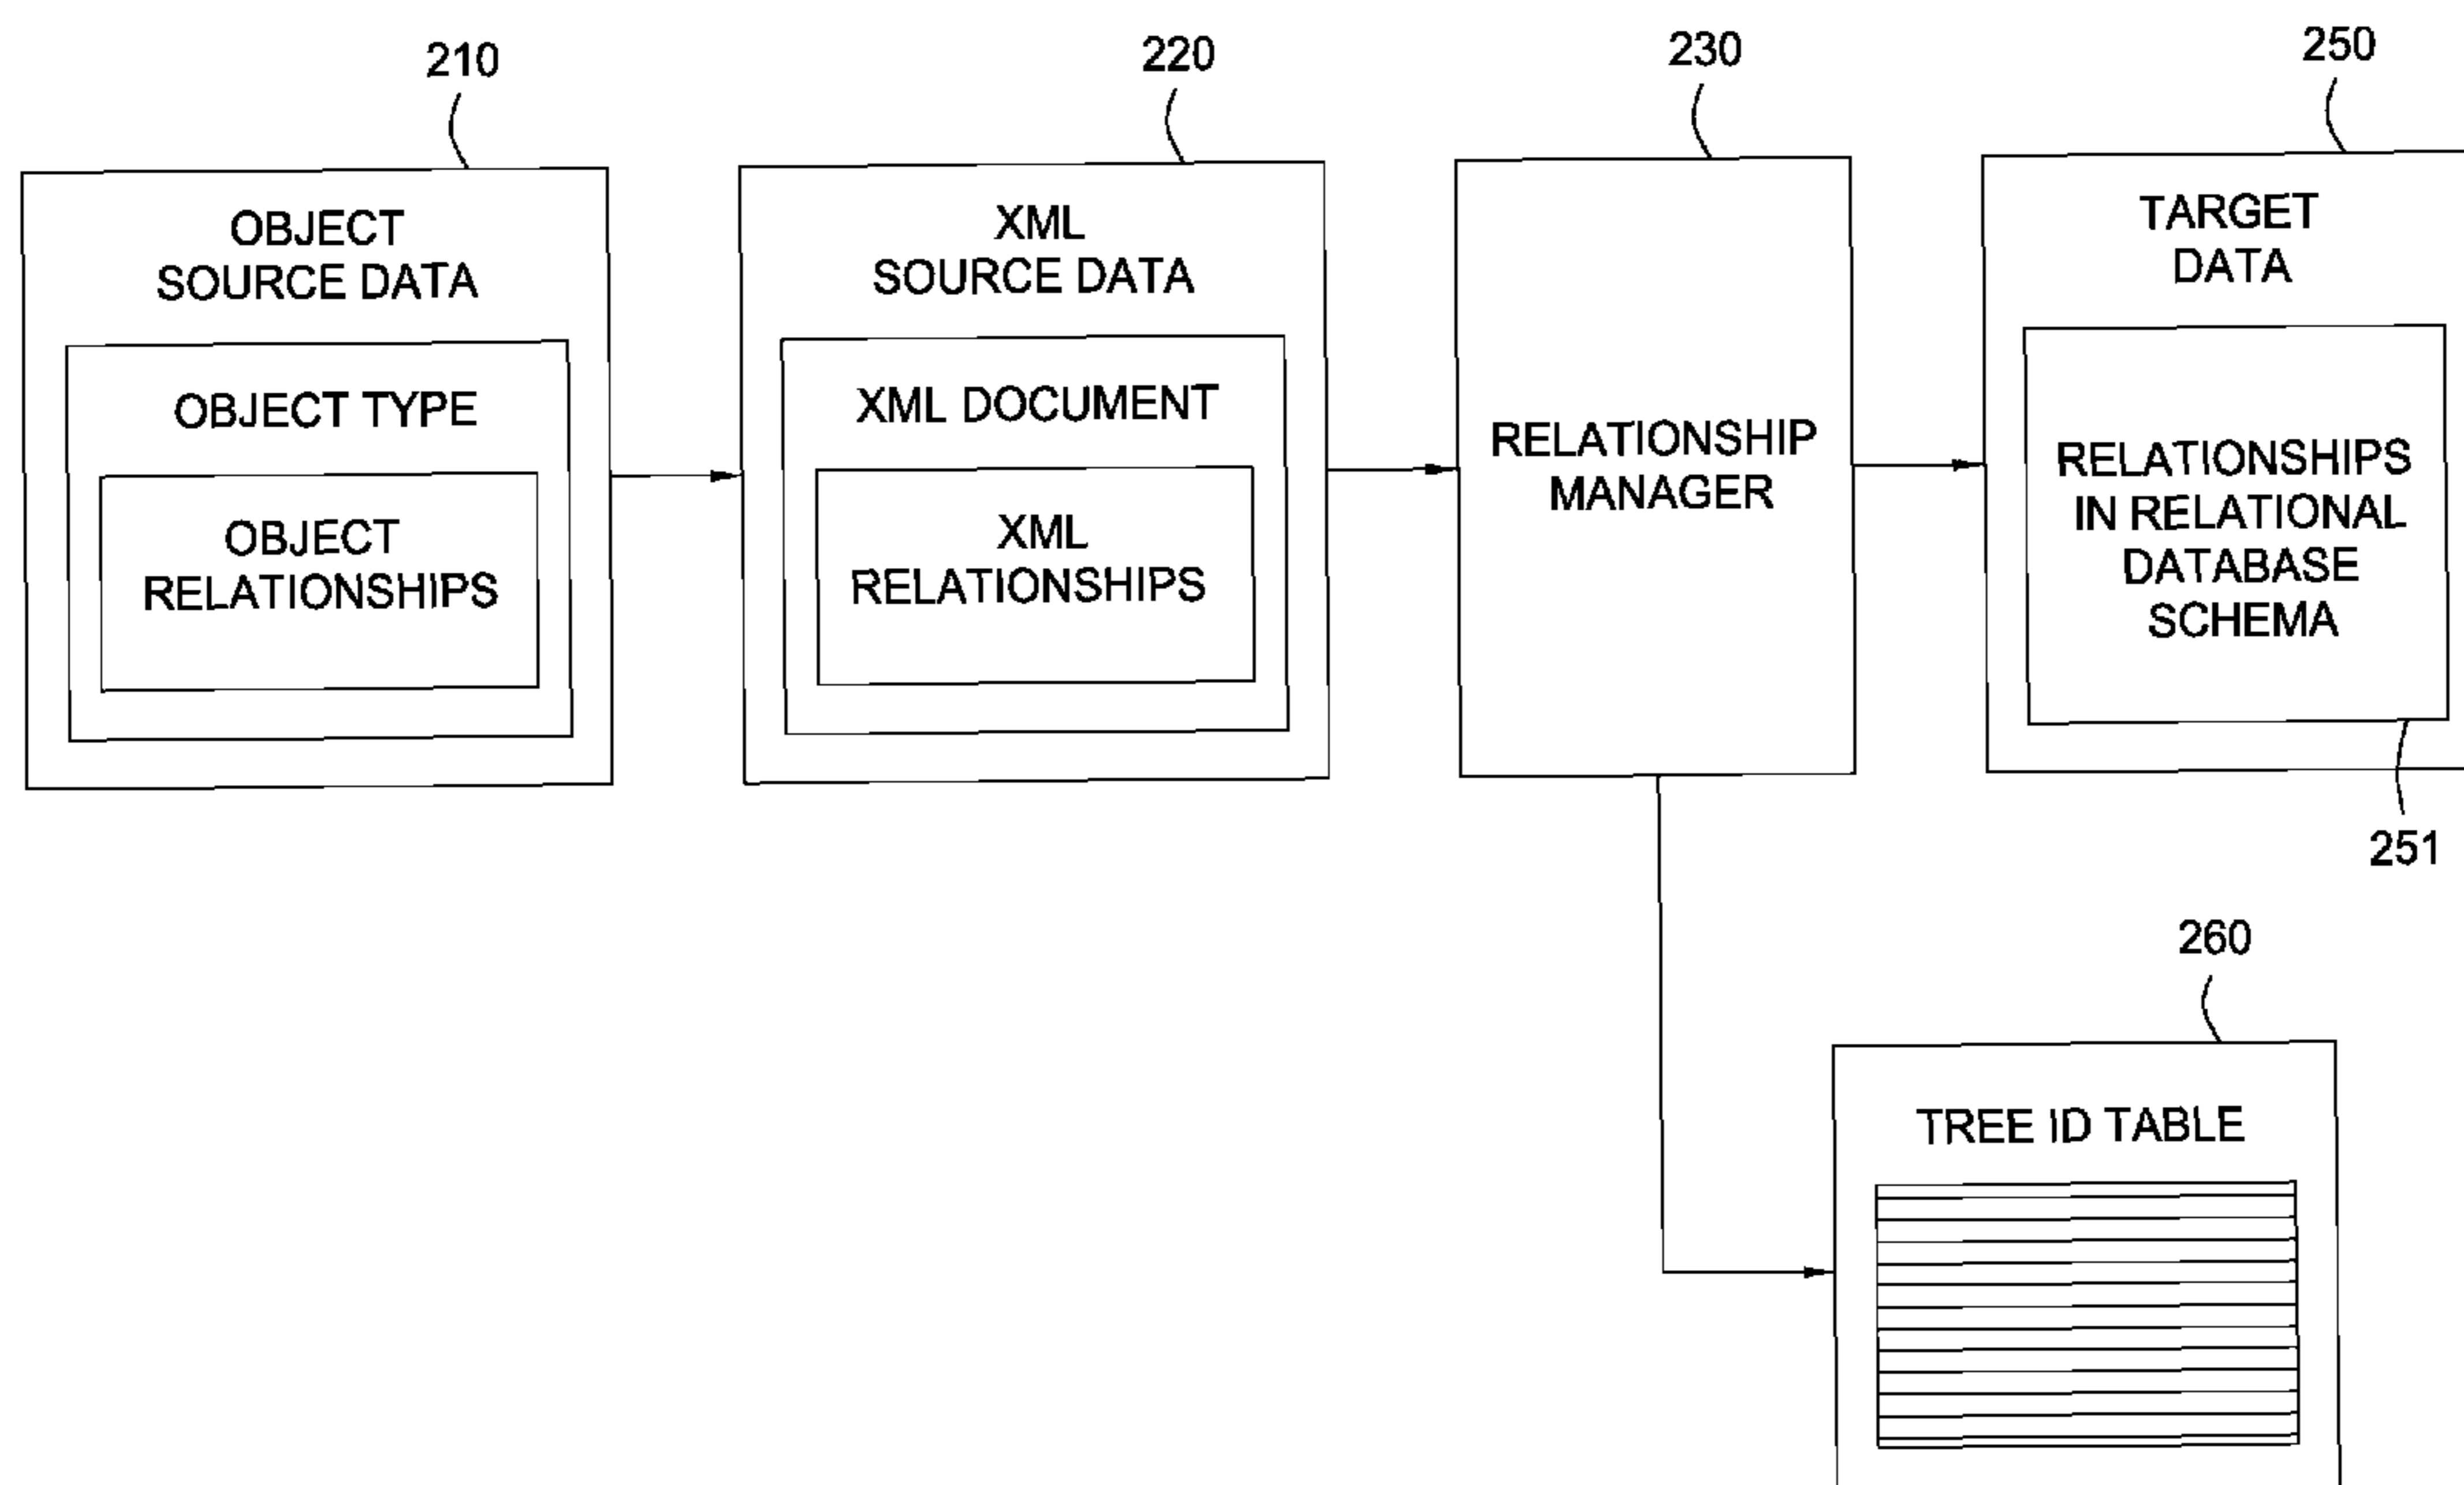 210
OBJECT
SOURCE DATA
OBJECT TYPE
OBJECT
RELATIONSHIPS
220
XML
SOURCE DATA
XML DOCUMENT
XML
RELATIONSHIPS
230
RELATIONSHIP
MANAGER
250
TARGET
DATA
RELATIONSHIPS
IN RELATIONAL
DATABASE
SCHEMA
251
260
TREE ID TABLE